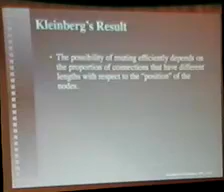 Kleinberg's Result
• The possibility of routing efficiently depends on
the proportion of connections that have different
lengths with respect to the "position" of the
nodes.